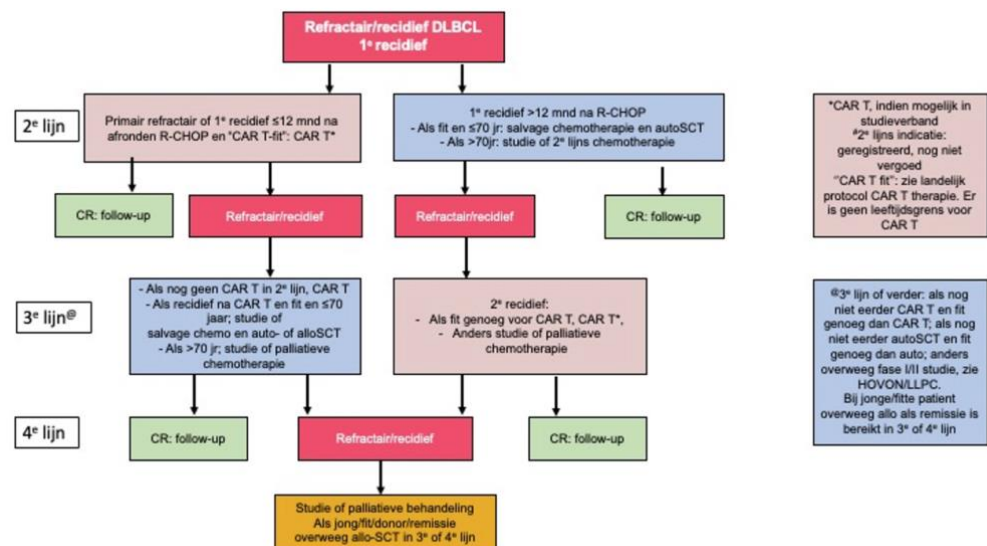 Refractair/recidief DLBCL
1e recidief
2e lijn
Primair refractair of 1e recidief ≤12 mnd na
afronden R-CHOP en "CAR T-fit": CAR T*
1e recidief >12 mnd na R-CHOP
- Als fit en ≤70 jr: salvage chemotherapie en autoSCT
- Als >70jr: studie of 2e lijns chemotherapie
*CAR T, indien mogelijk in
studieverband
#2e lijns indicatie:
geregistreerd, nog niet
vergoed
"CAR T fit": zie landelijk
protocol CAR T therapie. Er
is geen leeftijdsgrens voor
CAR T
CR: follow-up
Refractair/recidief
Refractair/recidief
CR: follow-up
3e lijn@
- Als nog geen CAR T in 2e lijn, CAR T
- Als recidief na CAR T en fit en ≤70
jaar; studie of
salvage chemo en auto- of alloSCT
- Als >70 jr; studie of palliatieve
chemotherapie
2e recidief:
- Als fit genoeg voor CAR T, CAR T*,
- Anders studie of palliatieve
chemotherapie
@3e lijn of verder: als nog
niet eerder CAR T en fit
genoeg dan CAR T; als nog
niet eerder autoSCT en fit
genoeg dan auto; anders
overweeg fase I/II studie, zie
HOVON/LLPC.
Bij jonge/fitte patient
overweeg allo als remissie is
bereikt in 3e of 4e lijn
4e lijn
CR: follow-up
Refractair/recidief
CR: follow-up
Studie of palliatieve behandeling
Als jong/fit/donor/remissie
overweeg allo-SCT in 3e of 4e lijn